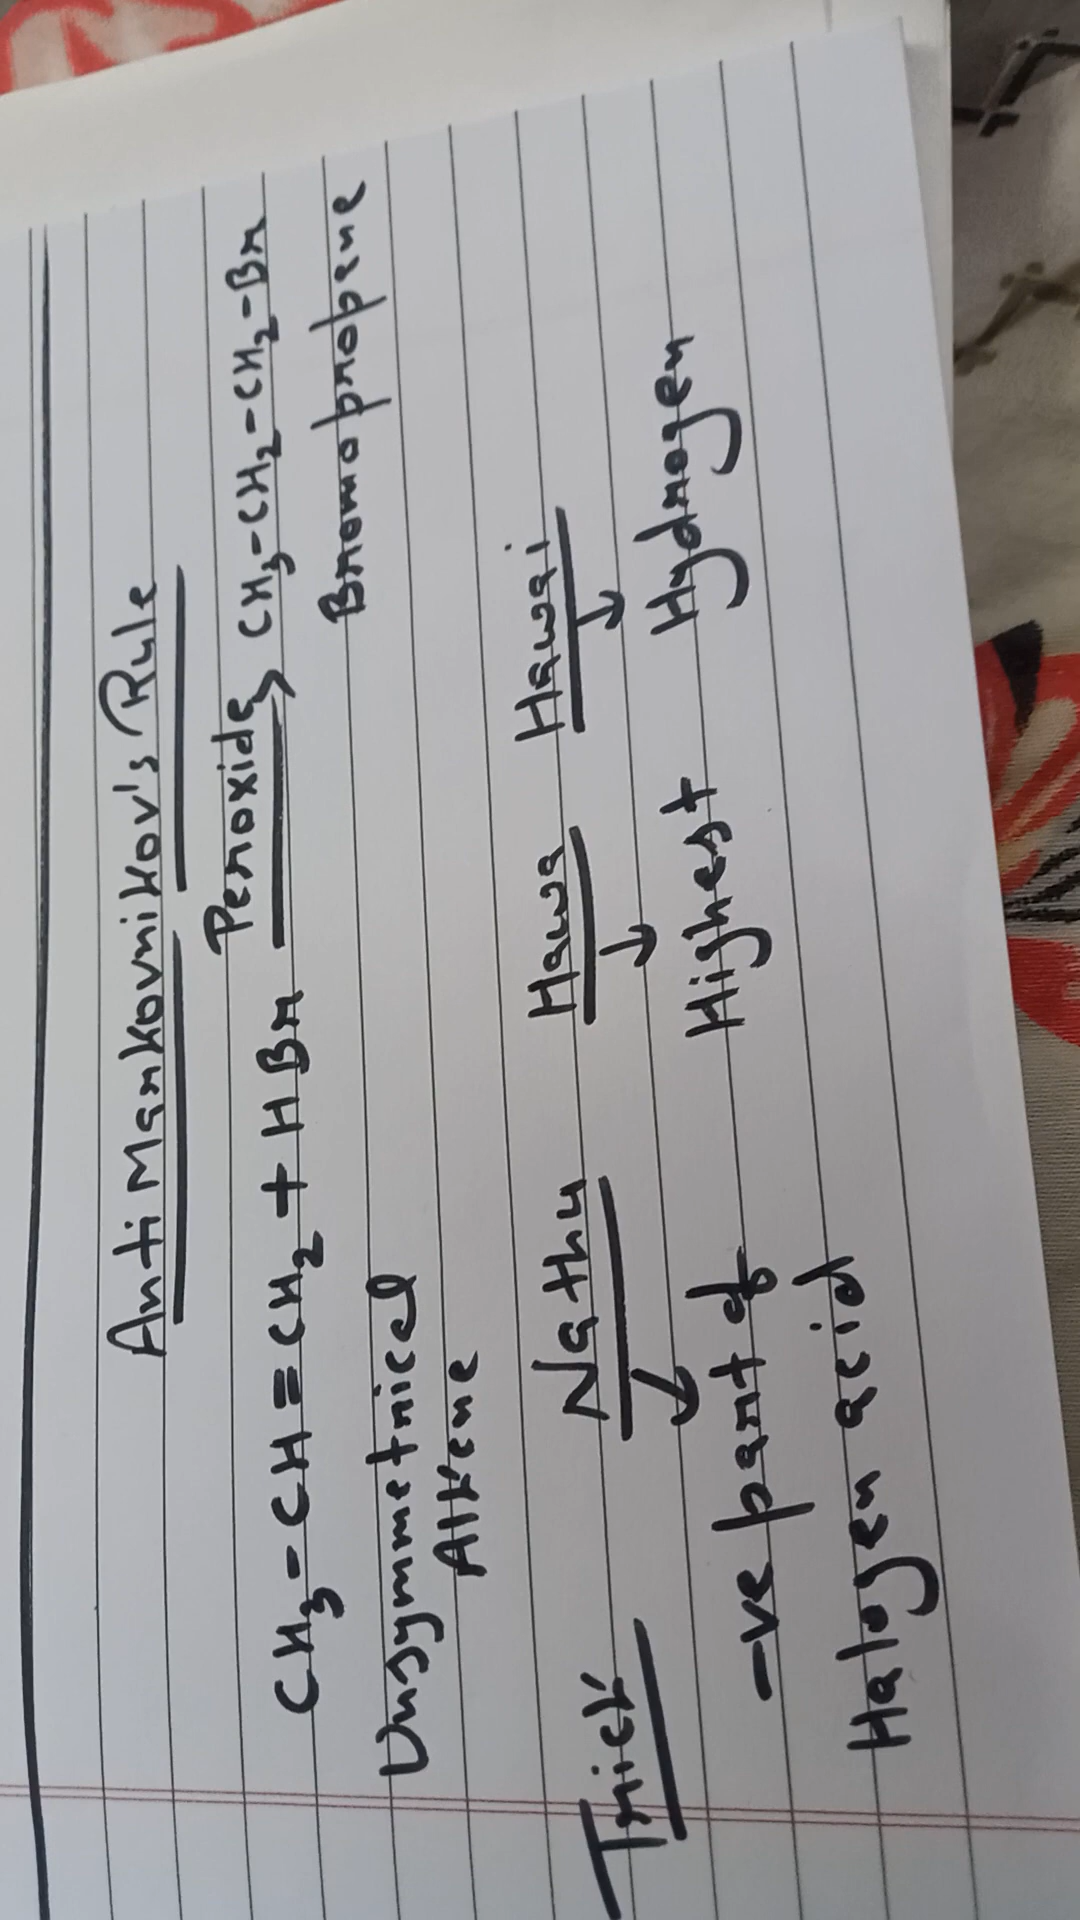 Anti Markovnikov's Rule
Peroxide
CH3-CH=CH2 + HBr → CH3-CH2-CH2-Br
Unsymmetrical Bromopropene
Alkene
Trick Nathu Hawa Hawai
-ve part of Highest Hydrogen
Halogen acid